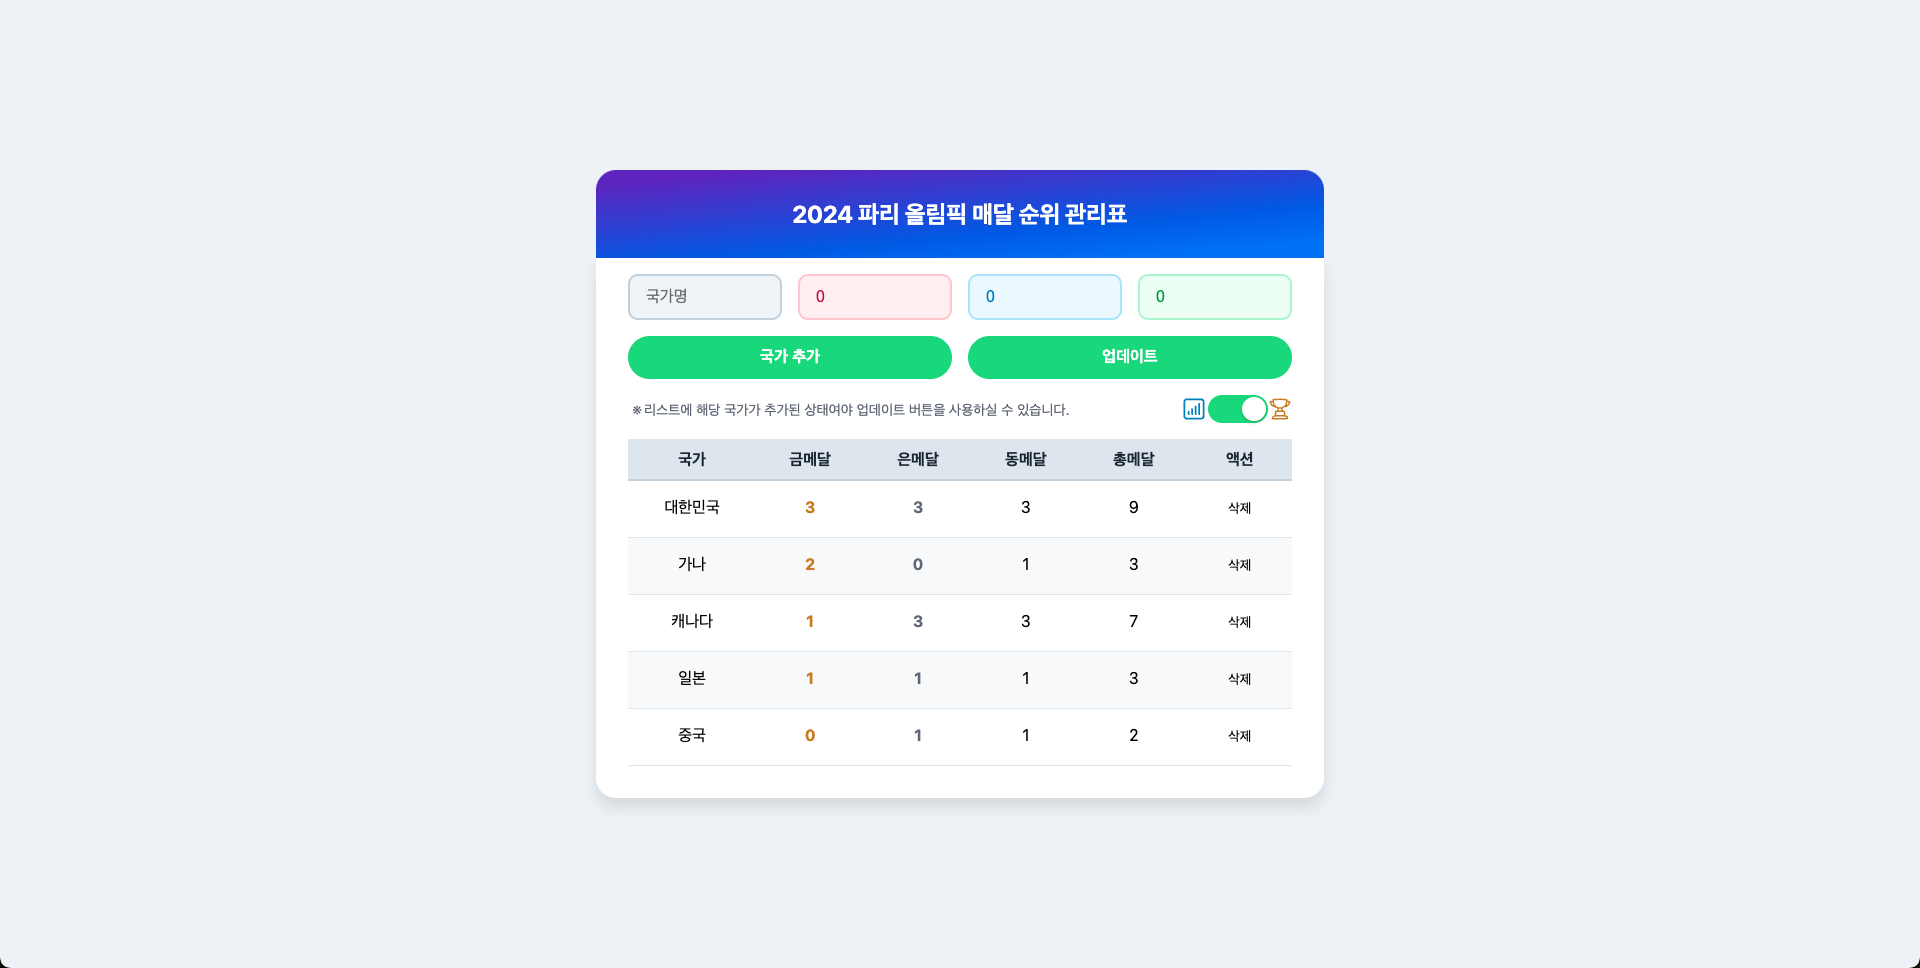 2024 파리 올림픽 매달 순위 관리표
국가명 0 0 0
국가 추가 업데이트
※ 리스트에 해당 국가가 추가된 상태여야 업데이트 버튼을 사용하실 수 있습니다.
국가 금메달 은메달 동메달 총메달 액션
대한민국 3 3 3 9 삭제
가나 2 0 1 3 삭제
캐나다 1 3 3 7 삭제
일본 1 1 1 3 삭제
중국 0 1 1 2 삭제